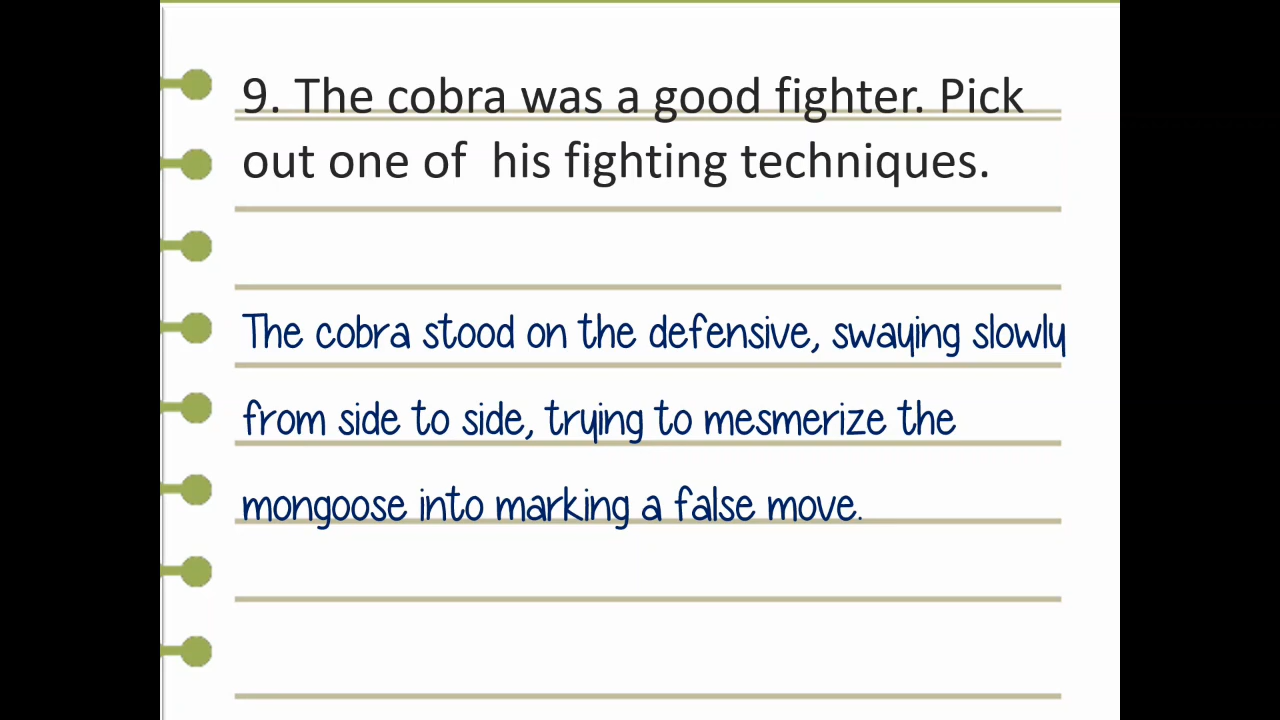 9. The cobra was a good fighter. Pick
out one of his fighting techniques.
The cobra stood on the defensive, swaying slowly
from side to side, trying to mesmerize the
mongoose into marking a false move.